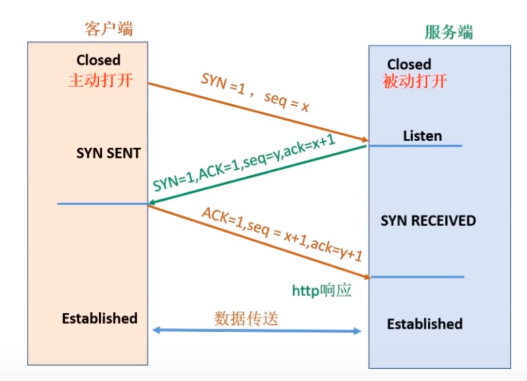 客户端
服务端
Closed
主动打开
Closed
被动打开
SYN =1 ，seq = x
Listen
SYN SENT
SYN=1,ACK=1,seq=y,ack=x+1
ACK=1,seq = x+1,ack=y+1
SYN RECEIVED
http响应
Established
数据传送
Established